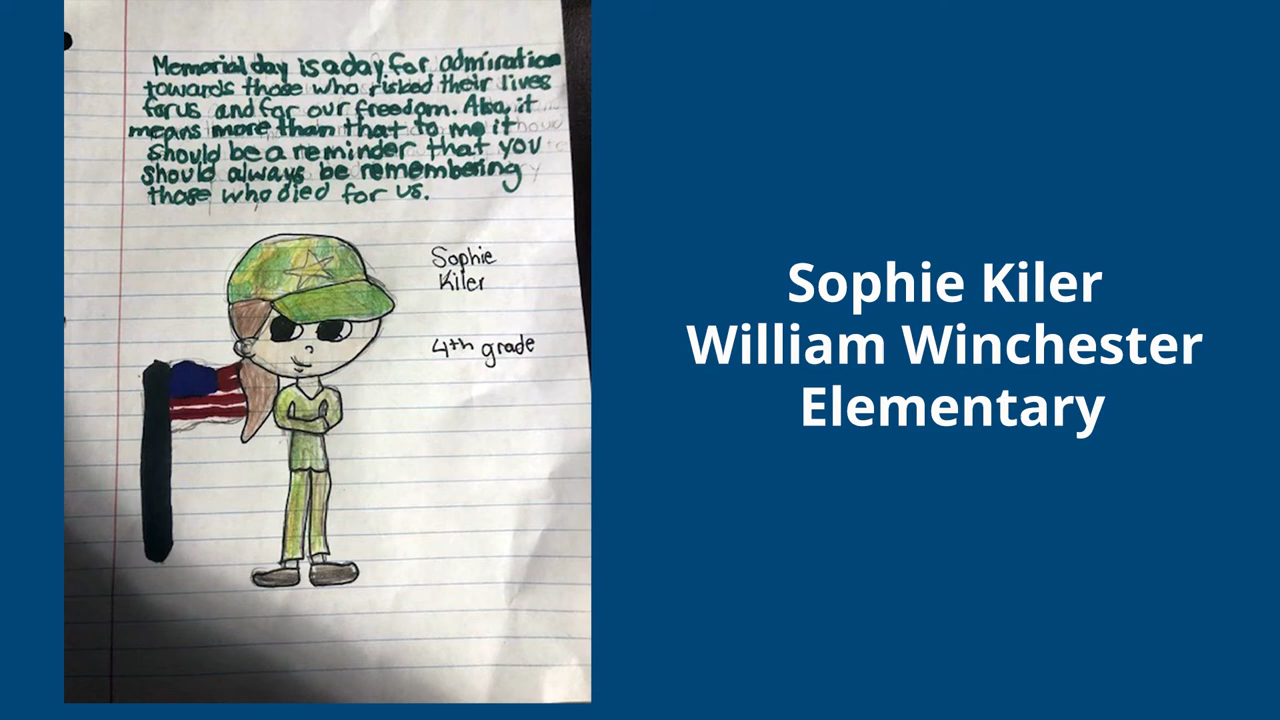 Memorial day is a day for admiration
towards those who risked their lives
for us and for our freedom. Also, it
means more than that to me it
should be a reminder that you
should always be remembering
those who died for us.
Sophie
Kiler
4th grade
Sophie Kiler
William Winchester
Elementary